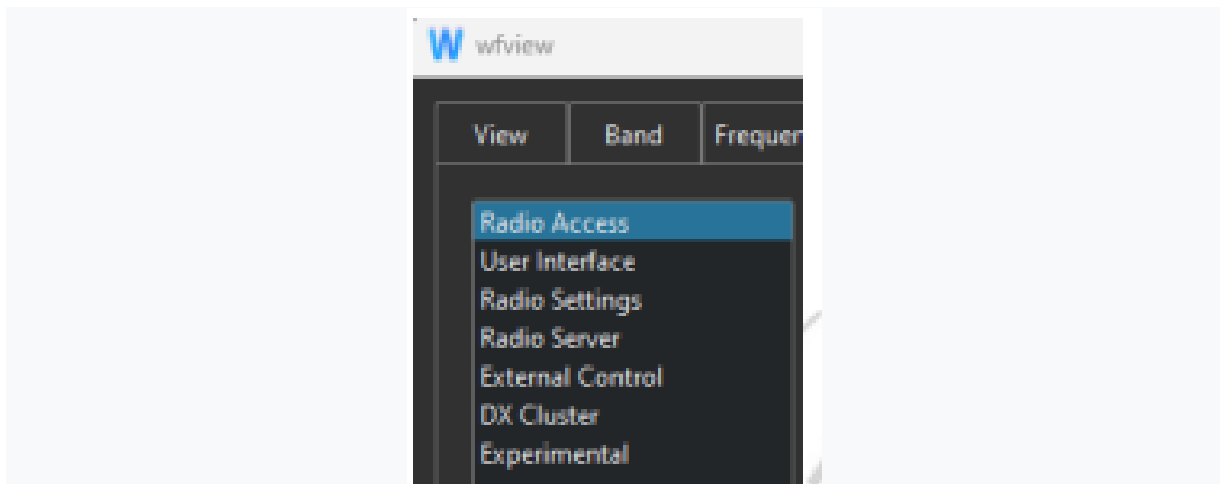 W wfview
View Band Frequen
Radio Access
User Interface
Radio Settings
Radio Server
External Control
DX Cluster
Experimental